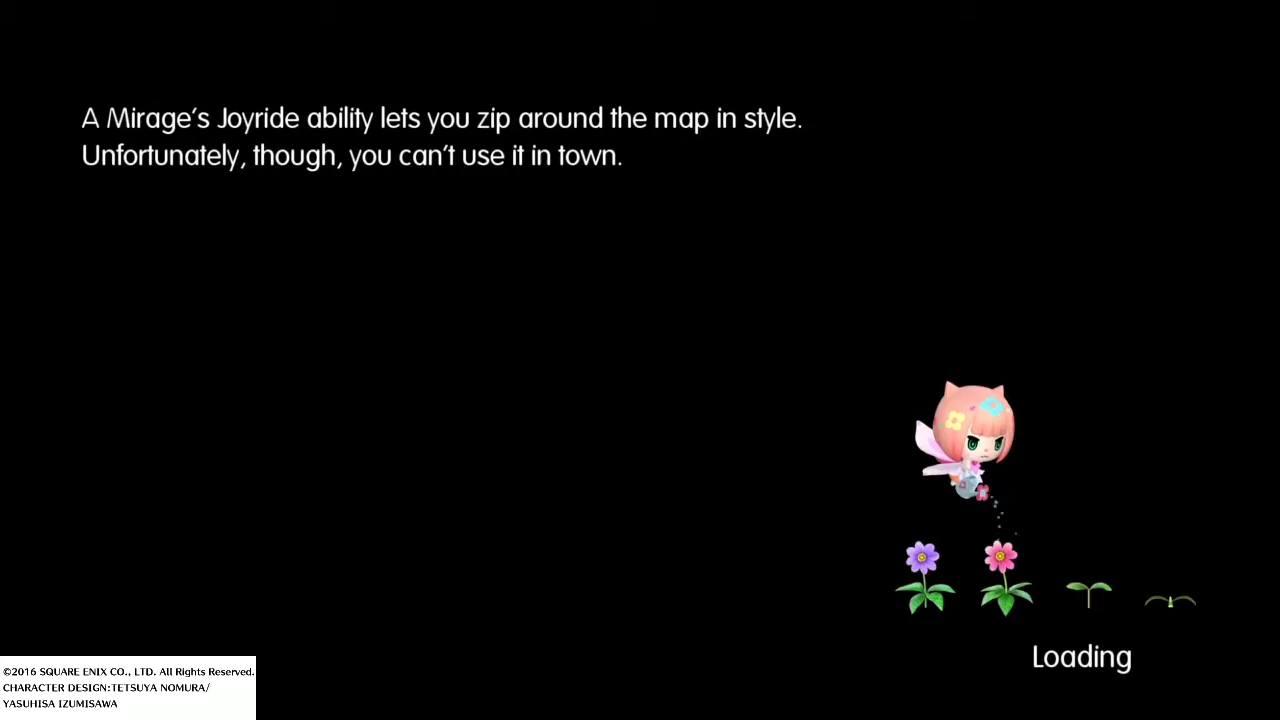 A Mirage's Joyride ability lets you zip around the map in style.
Unfortunately, though, you can't use it in town.
Loading
©2016 SQUARE ENIX CO., LTD. All Rights Reserved.
CHARACTER DESIGN:TETSUYA NOMURA/
YASUHISA IZUMISAWA